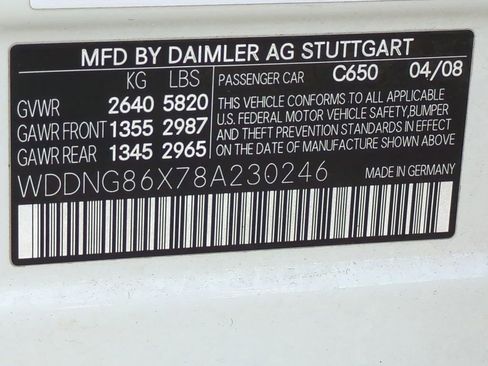 MFD BY DAIMLER AG STUTTGART
KG LBS
GVWR 2640 5820
GAWR FRONT 1355 2987
GAWR REAR 1345 2965
PASSENGER CAR C650 04/08
THIS VEHICLE CONFORMS TO ALL APPLICABLE
U.S. FEDERAL MOTOR VEHICLE SAFETY,BUMPER
AND THEFT PREVENTION STANDARDS IN EFFECT
ON THE DATE OF MANUFACTURE SHOWN ABOVE
WDDNG86X78A230246
MADE IN GERMANY